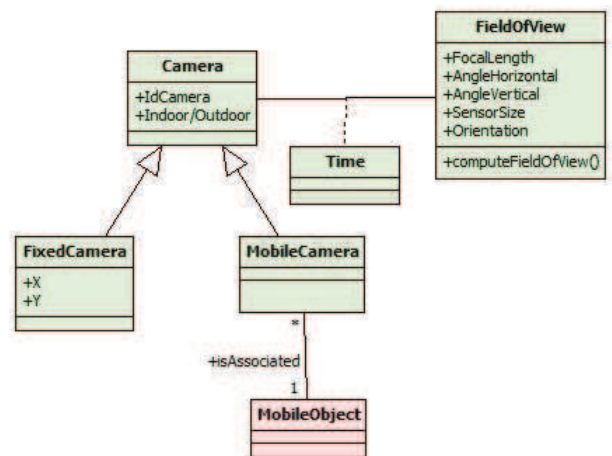 FieldOfView
+FocalLength
+AngleHorizontal
+AngleVertical
+SensorSize
+Orientation
+computeFieldOfView()
Camera
+IdCamera
+Indoor/Outdoor
Time
FixedCamera
+X
+Y
MobileCamera
*
+isAssociated
1
MobileObject